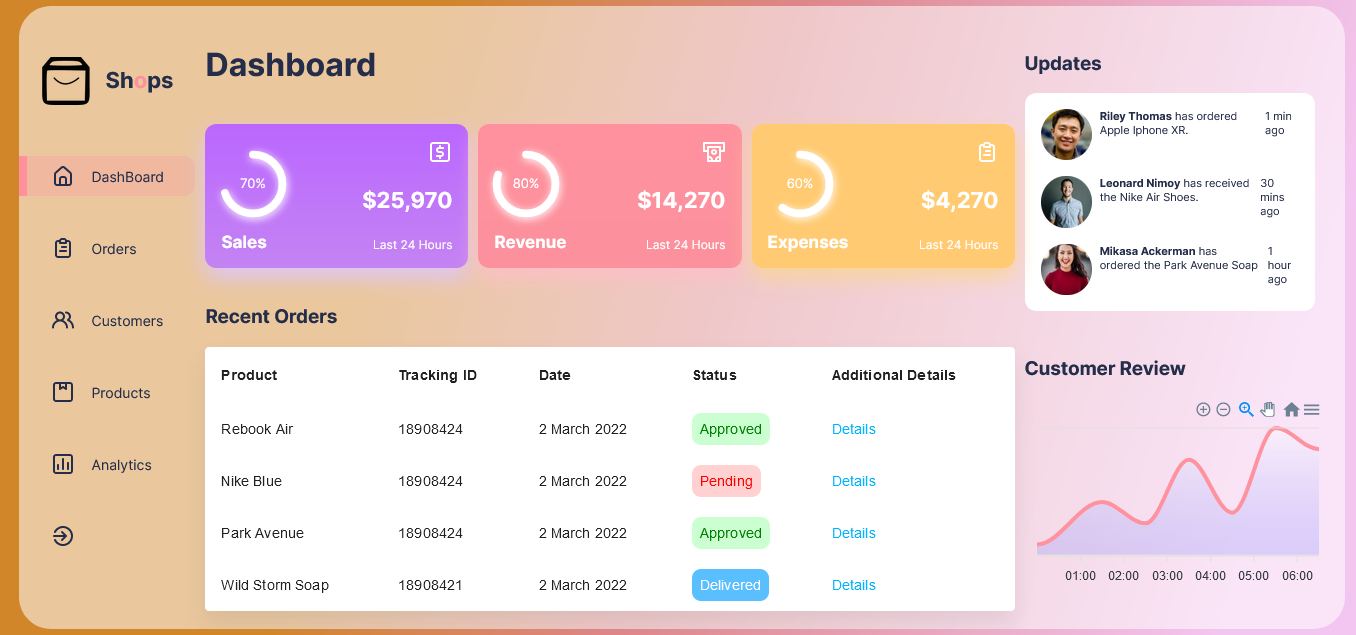 Shops
DashBoard
Orders
Customers
Products
Analytics
Dashboard
70%
$25,970
Sales
Last 24 Hours
80%
$14,270
Revenue
Last 24 Hours
60%
$4,270
Expenses
Last 24 Hours
Recent Orders
Product Tracking ID Date Status Additional Details
Rebook Air 18908424 2 March 2022 Approved Details
Nike Blue 18908424 2 March 2022 Pending Details
Park Avenue 18908424 2 March 2022 Approved Details
Wild Storm Soap 18908421 2 March 2022 Delivered Details
Updates
Riley Thomas has ordered
Apple Iphone XR.
1 min
ago
Leonard Nimoy has received
the Nike Air Shoes.
30
mins
ago
Mikasa Ackerman has
ordered the Park Avenue Soap
1
hour
ago
Customer Review
01:00 02:00 03:00 04:00 05:00 06:00